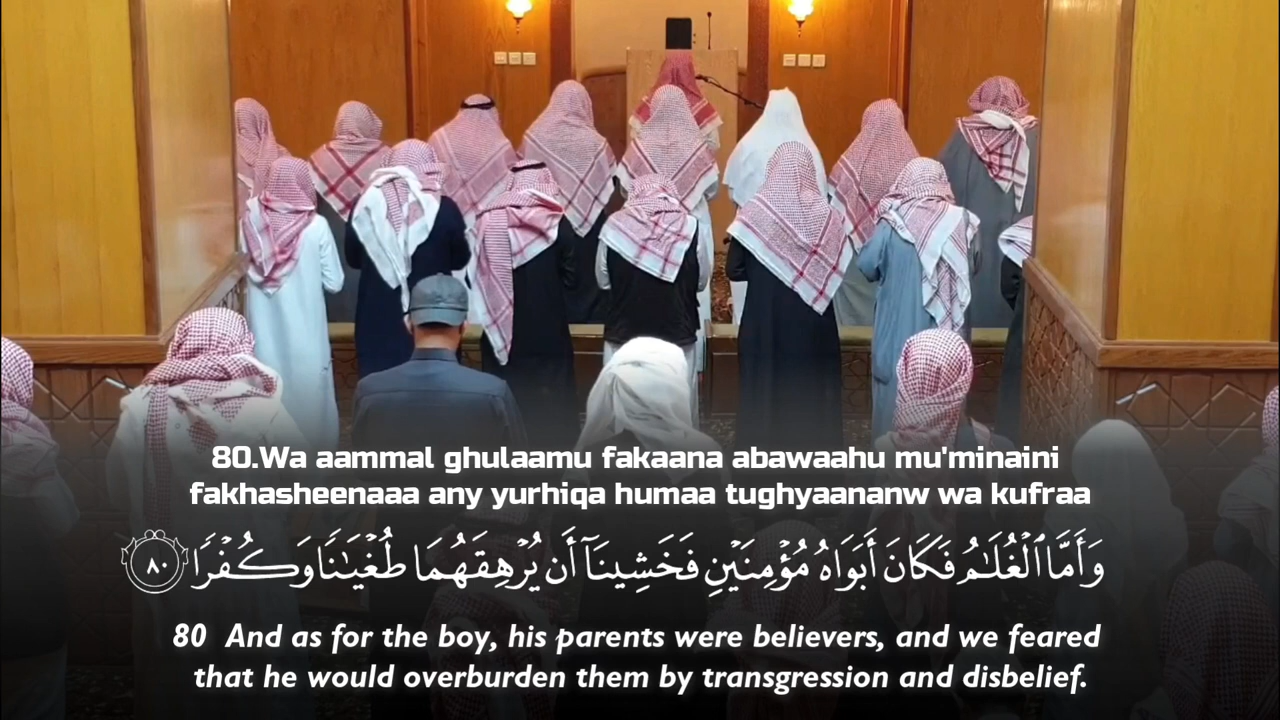 80.Wa aammal ghulaamu fakaana abawaahu mu'minaini
fakhasheenaaa any yurhiqa humaa tughyaananw wa kufraa
وَأَمَّا ٱلْغُلَـٰمُ فَكَانَ أَبَوَاهُ مُؤْمِنَيْنِ فَخَشِينَآ أَن يُرْهِقَهُمَا طُغْيَـٰنًا وَكُفْرًا ٨٠
80 And as for the boy, his parents were believers, and we feared
that he would overburden them by transgression and disbelief.